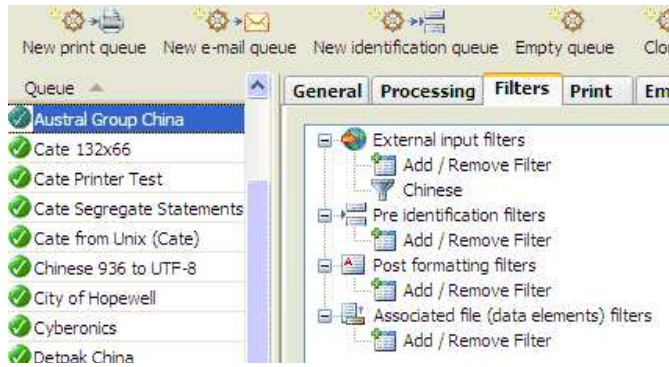 New print queue New e-mail queue New identification queue Empty queue Clo
Queue
General Processing Filters Print Em
Austral Group China
Cate 132x66
Cate Printer Test
Cate Segregate Statements
Cate from Unix (Cate)
Chinese 936 to UTF-8
City of Hopewell
Cyberonics
Detpak China
External input filters
Add / Remove Filter
Chinese
Pre identification filters
Add / Remove Filter
Post formatting filters
Add / Remove Filter
Associated file (data elements) filters
Add / Remove Filter